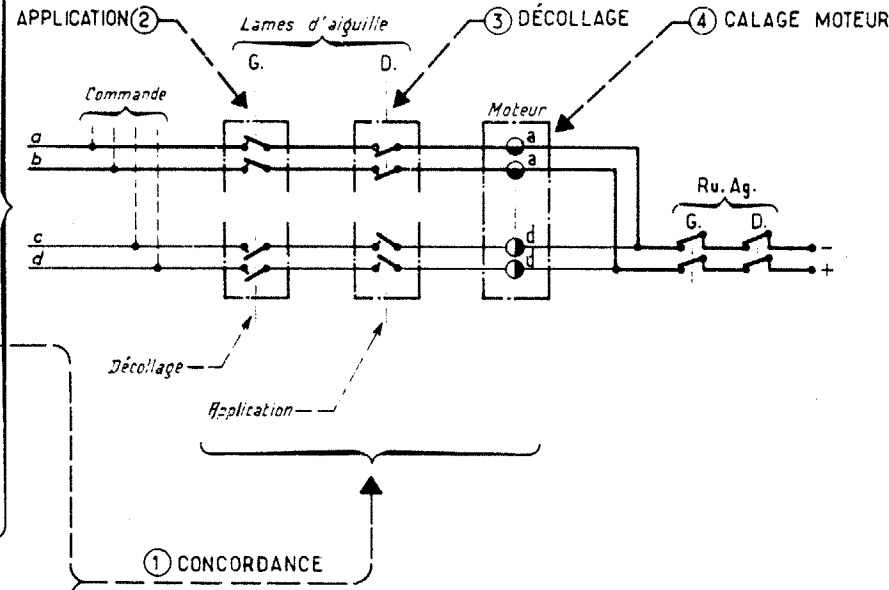 APPLICATION ②
Lames d'aiguille
③ DÉCOLLAGE
④ CALAGE MOTEUR
G. D.
Commande
Moteur
a a
b a
Ru. Ag.
G. D.
c d -
d d +
Décollage
Application
① CONCORDANCE